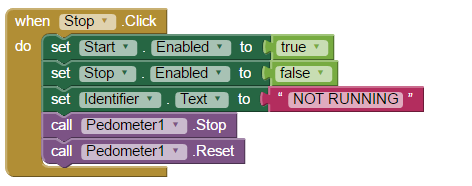 when Stop .Click
do set Start . Enabled to true
set Stop . Enabled to false
set Identifier . Text to “ NOT RUNNING ”
call Pedometer1 .Stop
call Pedometer1 .Reset